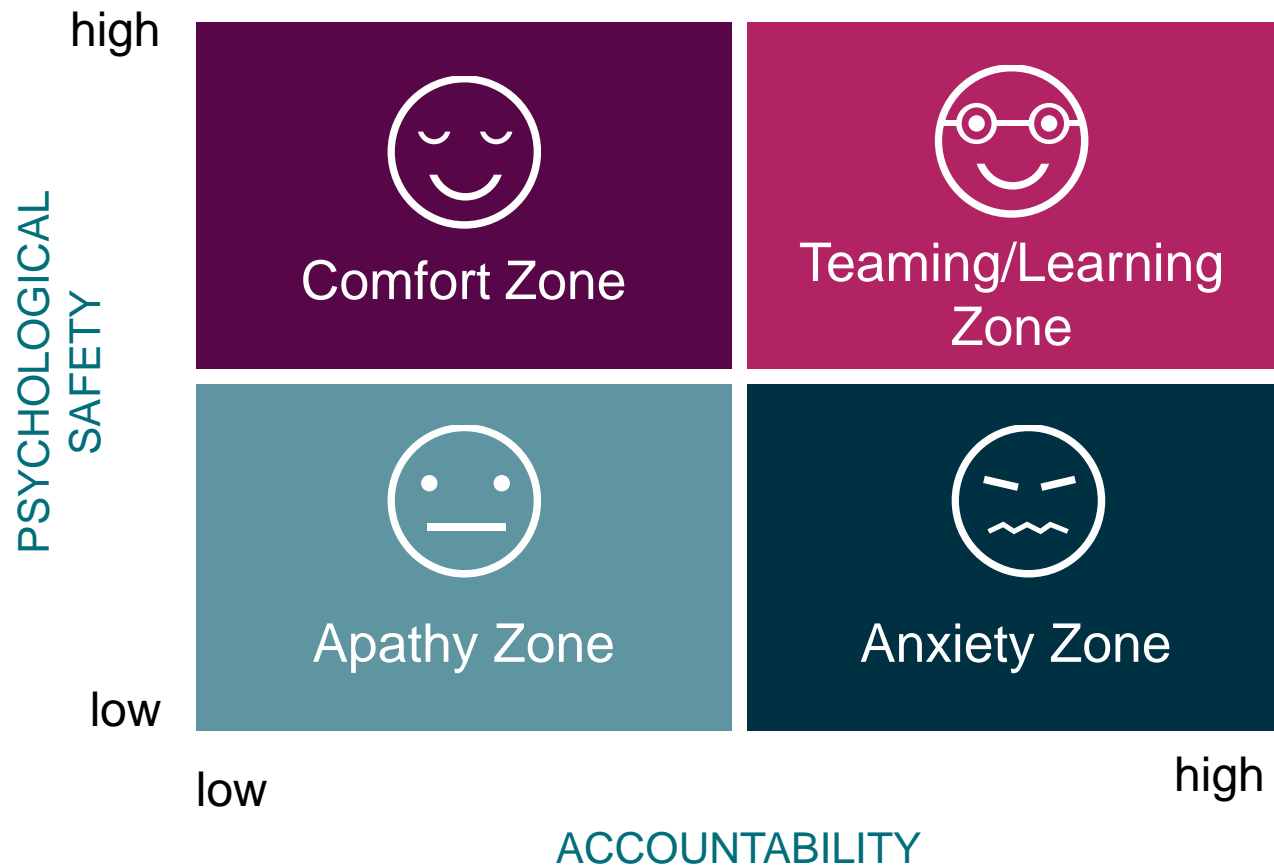 high
PSYCHOLOGICAL
SAFETY
Comfort Zone
Teaming/Learning
Zone
Apathy Zone
Anxiety Zone
low
low
high
ACCOUNTABILITY